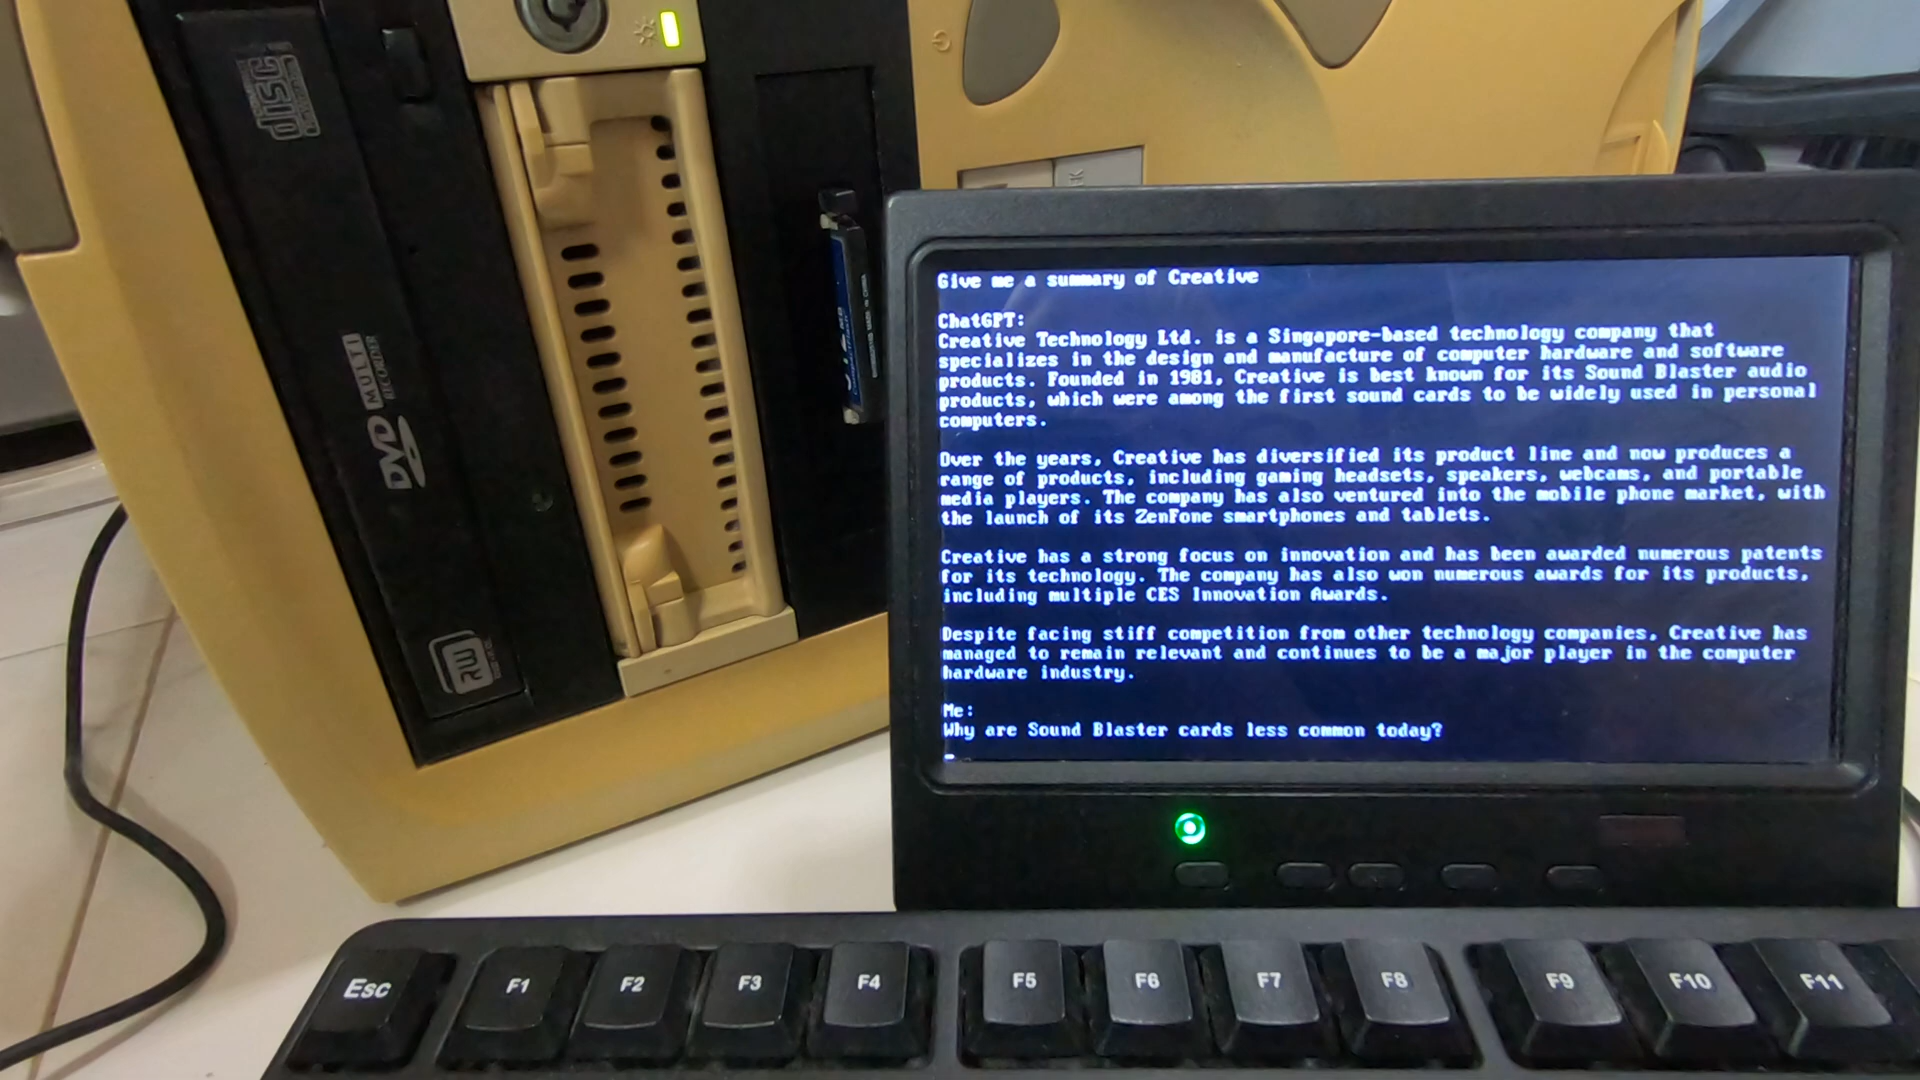 COMPACT
disc
DVD
MULTI
RECORDER
RW
Give me a summary of Creative
ChatGPT:
Creative Technology Ltd. is a Singapore-based technology company that
specializes in the design and manufacture of computer hardware and software
products. Founded in 1981, Creative is best known for its Sound Blaster audio
products, which were among the first sound cards to be widely used in personal
computers.
Over the years, Creative has diversified its product line and now produces a
range of products, including gaming headsets, speakers, webcams, and portable
media players. The company has also ventured into the mobile phone market, with
the launch of its ZenFone smartphones and tablets.
Creative has a strong focus on innovation and has been awarded numerous patents
for its technology. The company has also won numerous awards for its products,
including multiple CES Innovation Awards.
Despite facing stiff competition from other technology companies, Creative has
managed to remain relevant and continues to be a major player in the computer
hardware industry.
Me:
Why are Sound Blaster cards less common today?
Esc F1 F2 F3 F4 F5 F6 F7 F8 F9 F10 F11